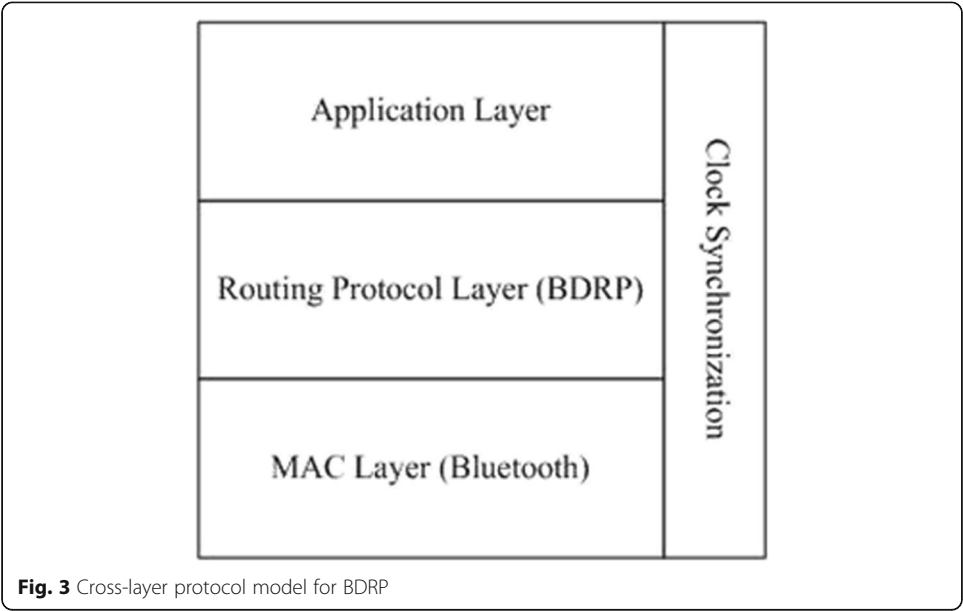 Application Layer
Routing Protocol Layer (BDRP)
MAC Layer (Bluetooth)
Clock Synchronization
Fig. 3 Cross-layer protocol model for BDRP